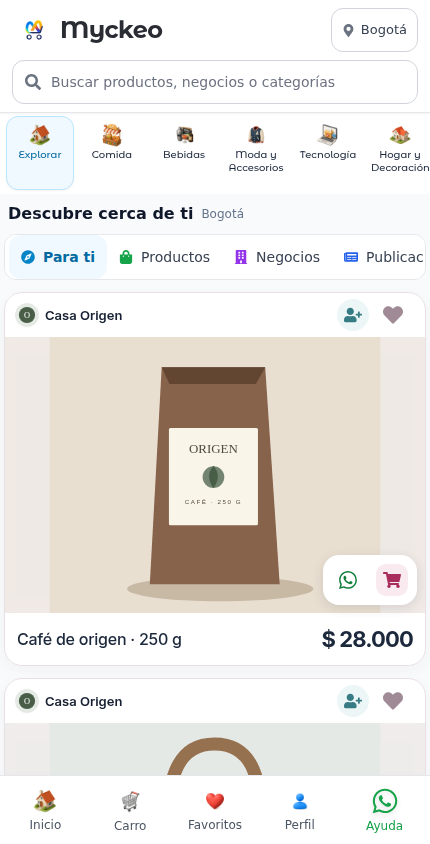 Myckeo
Bogotá
Buscar productos, negocios o categorías
Explorar
Comida
Bebidas
Moda y
Accesorios
Tecnología
Hogar y
Decoración
Descubre cerca de ti Bogotá
Para ti
Productos
Negocios
Publicac
O Casa Origen
ORIGEN
CAFÉ · 250 G
Café de origen · 250 g
$ 28.000
O Casa Origen
Inicio
Carro
Favoritos
Perfil
Ayuda